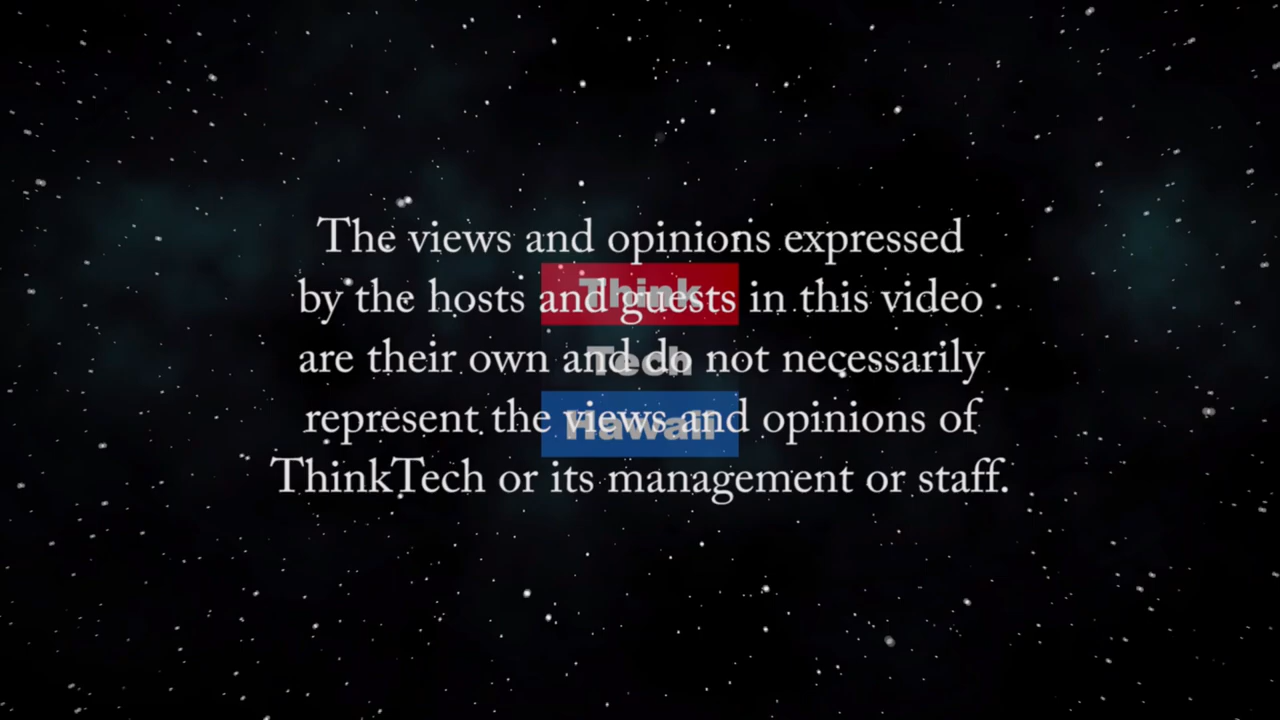 The views and opinions expressed
by the hosts and guests in this video
are their own and do not necessarily
represent the views and opinions of
ThinkTech or its management or staff.
Think
Tech
Hawaii